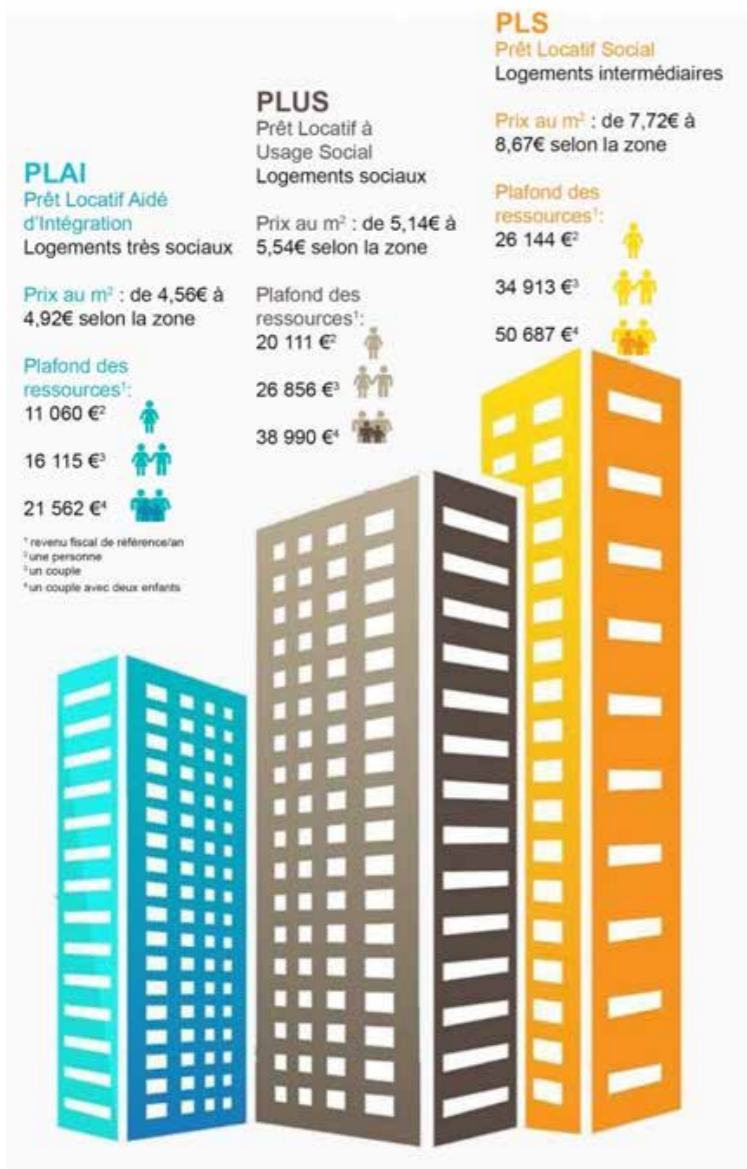 PLS
Prêt Locatif Social
Logements intermédiaires
Prix au m² : de 7,72€ à
8,67€ selon la zone
Plafond des
ressources¹:
26 144 €²
34 913 €³
50 687 €⁴
PLUS
Prêt Locatif à
Usage Social
Logements sociaux
Prix au m² : de 5,14€ à
5,54€ selon la zone
Plafond des
ressources¹:
20 111 €²
26 856 €³
38 990 €⁴
PLAI
Prêt Locatif Aidé
d'Intégration
Logements très sociaux
Prix au m² : de 4,56€ à
4,92€ selon la zone
Plafond des
ressources¹:
11 060 €²
16 115 €³
21 562 €⁴
¹ revenu fiscal de référence/an
² une personne
³ un couple
⁴ un couple avec deux enfants